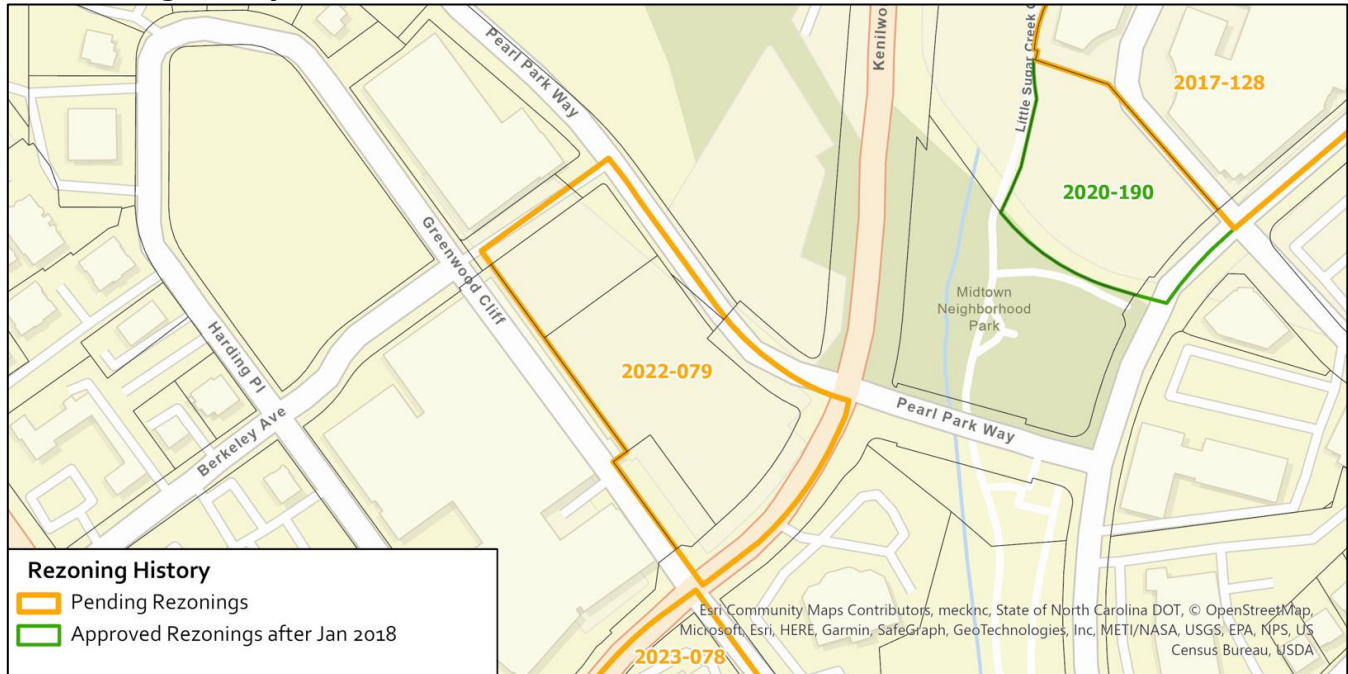 Pearl Park Way
Kenilwo
Little Sugar Creek
2017-128
2020-190
Greenwood Cliff
Midtown
Neighborhood
Park
Harding Pl
2022-079
Pearl Park Way
Berkeley Ave
Rezoning History
Pending Rezonings
Approved Rezonings after Jan 2018
2023-078
Esri Community Maps Contributors, mecknc, State of North Carolina DOT, © OpenStreetMap,
Microsoft, Esri, HERE, Garmin, SafeGraph, GeoTechnologies, Inc, METI/NASA, USGS, EPA, NPS, US
Census Bureau, USDA